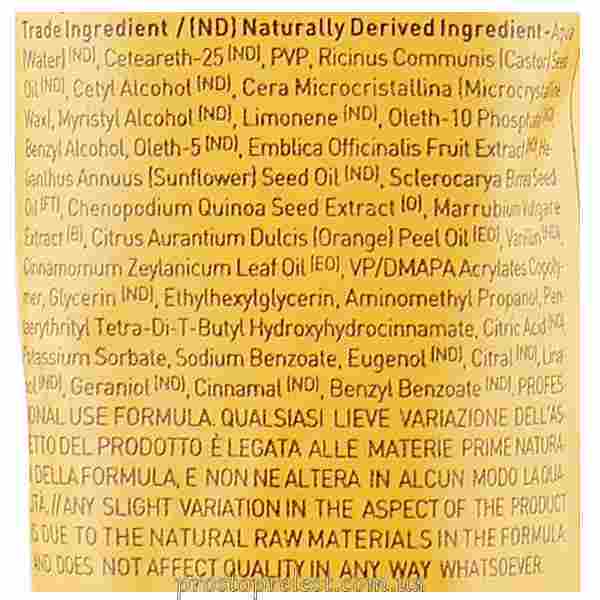 Trade Ingredient / (ND) Naturally Derived Ingredient - Aqua
(Water) (ND), Ceteareth-25 (ND), PVP, Ricinus Communis (Castor) Seed
Oil (ND), Cetyl Alcohol (ND), Cera Microcristallina (Microcrystalline
Wax), Myristyl Alcohol (ND), Limonene (ND), Oleth-10 Phosphate (ND)
Benzyl Alcohol, Oleth-5 (ND), Emblica Officinalis Fruit Extract He-
lianthus Annuus (Sunflower) Seed Oil (ND), Sclerocarya Birrea Seed
Oil (FT), Chenopodium Quinoa Seed Extract (O), Marrubium Vulgare
Extract (B), Citrus Aurantium Dulcis (Orange) Peel Oil (EO), Vanillin (ND),
Cinnamomum Zeylanicum Leaf Oil (EO), VP/DMAPA Acrylates Copoly-
mer, Glycerin (ND), Ethylhexylglycerin, Aminomethyl Propanol, Pen-
taerythrityl Tetra-Di-T-Butyl Hydroxyhydrocinnamate, Citric Acid (ND),
Potassium Sorbate, Sodium Benzoate, Eugenol (ND), Citral (ND), Lina-
lool (ND), Geraniol (ND), Cinnamal (ND), Benzyl Benzoate (ND). PROFES-
SIONAL USE FORMULA. QUALSIASI LIEVE VARIAZIONE DELL'AS-
PETTO DEL PRODOTTO È LEGATA ALLE MATERIE PRIME NATURA-
LI DELLA FORMULA, E NON NE ALTERA IN ALCUN MODO LA QUA-
LITÀ. // ANY SLIGHT VARIATION IN THE ASPECT OF THE PRODUCT
IS DUE TO THE NATURAL RAW MATERIALS IN THE FORMULA
AND DOES NOT AFFECT QUALITY IN ANY WAY WHATSOEVER.
prostoprelest.com.ua